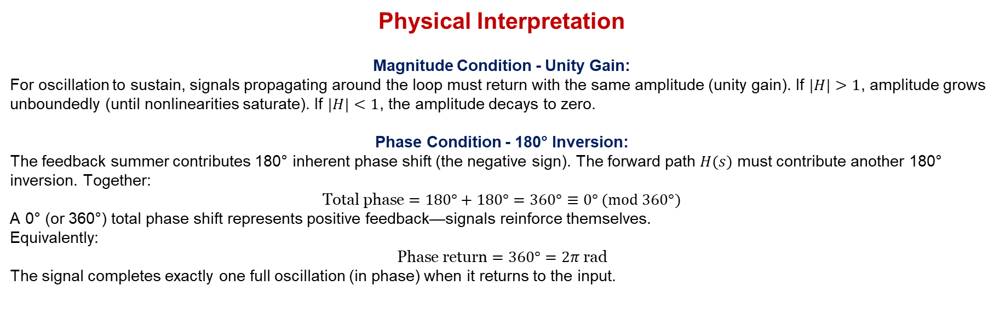 Physical Interpretation
Magnitude Condition - Unity Gain:
For oscillation to sustain, signals propagating around the loop must return with the same amplitude (unity gain). If |H| > 1, amplitude grows
unboundedly (until nonlinearities saturate). If |H| < 1, the amplitude decays to zero.
Phase Condition - 180° Inversion:
The feedback summer contributes 180° inherent phase shift (the negative sign). The forward path H(s) must contribute another 180°
inversion. Together:
Total phase = 180° + 180° = 360° ≡ 0° (mod 360°)
A 0° (or 360°) total phase shift represents positive feedback—signals reinforce themselves.
Equivalently:
Phase return = 360° = 2π rad
The signal completes exactly one full oscillation (in phase) when it returns to the input.